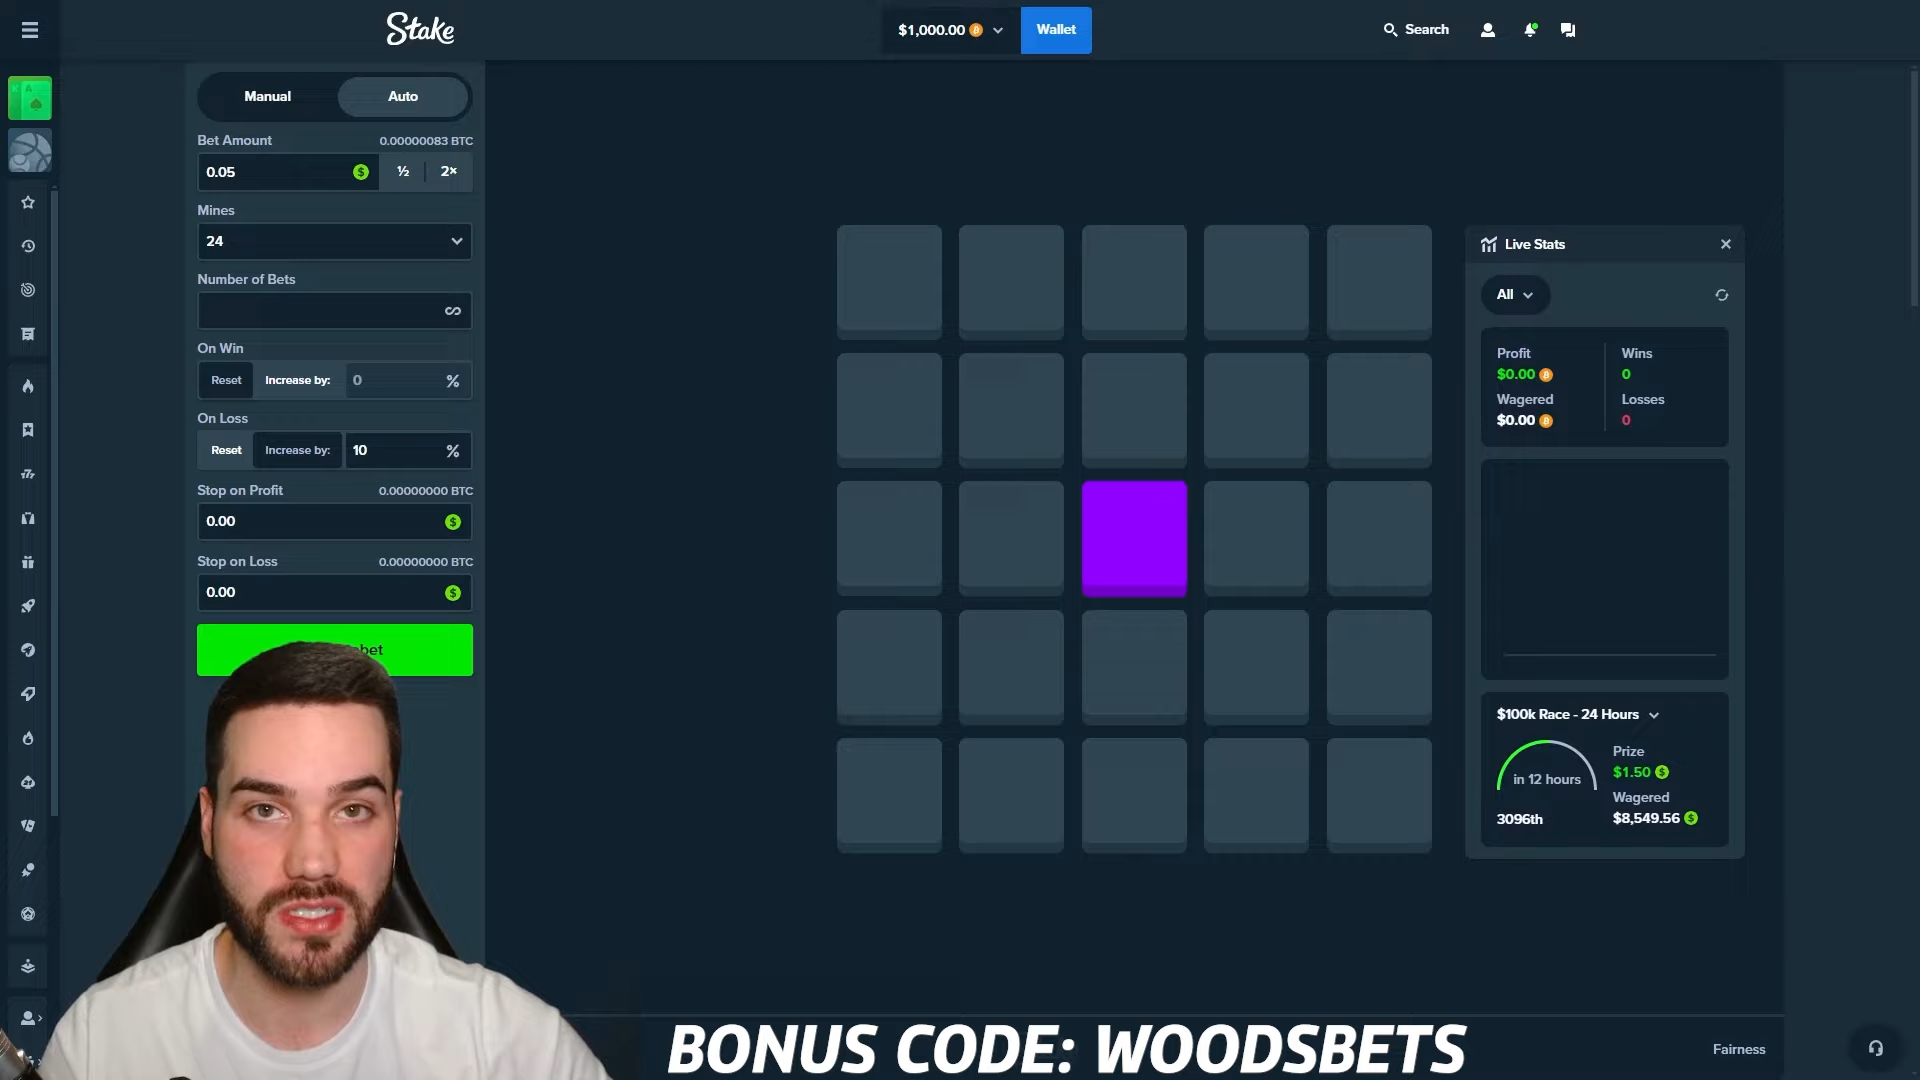 Stake
$1,000.00
Wallet
Search
Manual
Auto
Bet Amount
0.00000083 BTC
0.05
½
2×
Mines
24
Number of Bets
On Win
Reset
Increase by:
0
%
On Loss
Reset
Increase by:
10
%
Stop on Profit
0.00000000 BTC
0.00
Stop on Loss
0.00000000 BTC
0.00
bet
Live Stats
All
Profit
$0.00
Wagered
$0.00
Wins
0
Losses
0
$100k Race - 24 Hours
in 12 hours
3096th
Prize
$1.50
Wagered
$8,549.56
BONUS CODE: WOODSBETS
Fairness